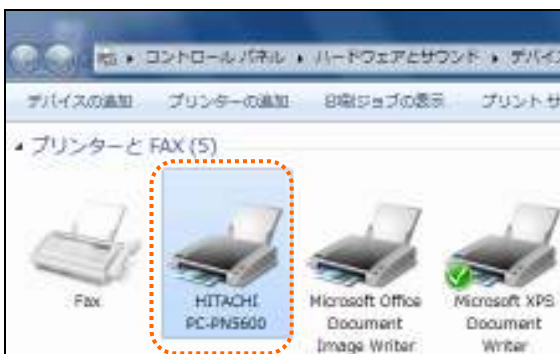 ▸ コントロール パネル ▸ ハードウェアとサウンド ▸ デバイス
デバイスの追加 プリンターの追加 印刷ジョブの表示 プリント サ
プリンターと FAX (5)
Fax
HITACHI
PC-PN5600
Microsoft Office
Document
Image Writer
Microsoft XPS
Document
Writer